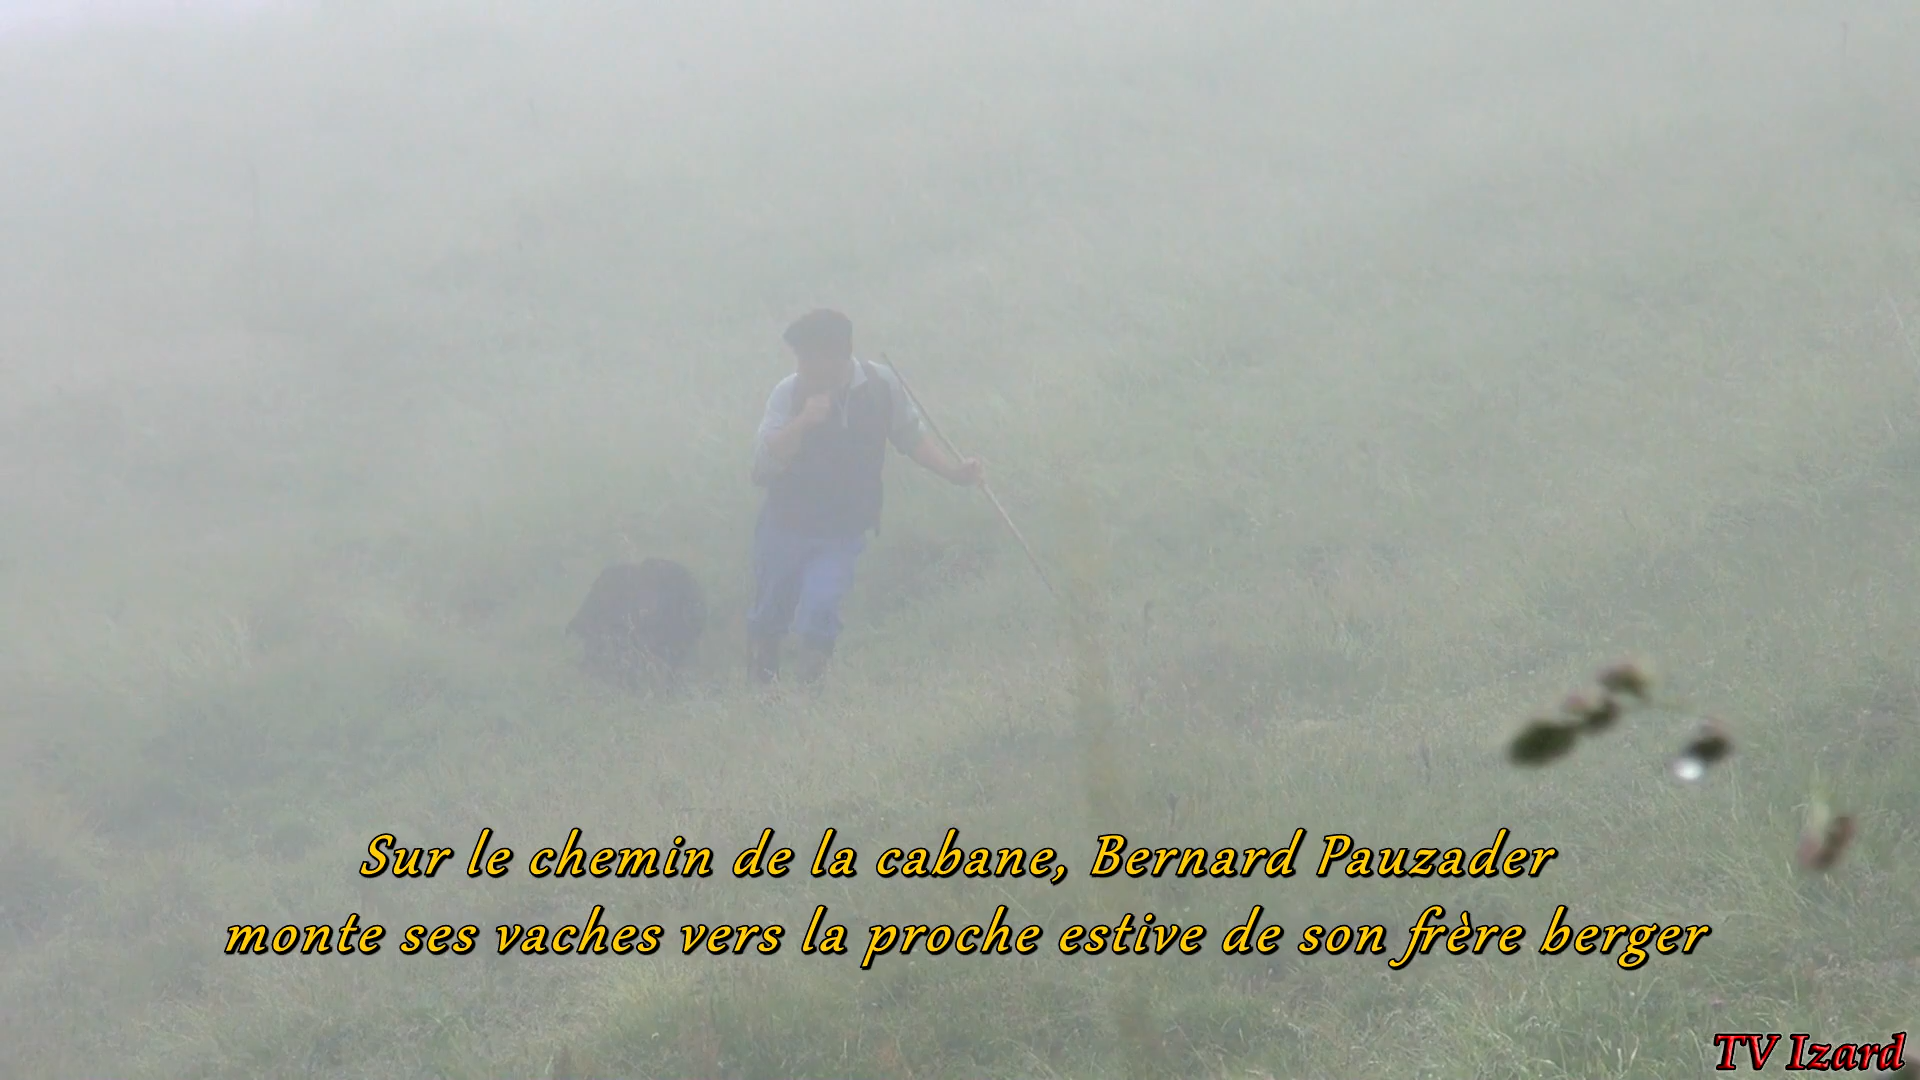 Sur le chemin de la cabane, Bernard Pauzader
monte ses vaches vers la proche estive de son frère berger
TV Izard